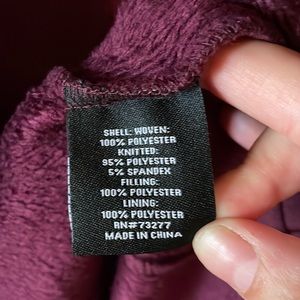 SHELL: WOVEN:
100% POLYESTER
KNITTED:
95% POLYESTER
5% SPANDEX
FILLING:
100% POLYESTER
LINING:
100% POLYESTER
RN#73277
MADE IN CHINA